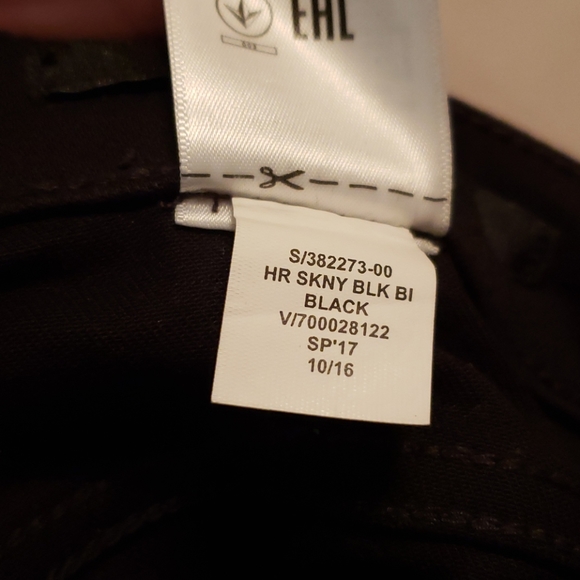 EAC
S/382273-00
HR SKNY BLK BI
BLACK
V/700028122
SP'17
10/16